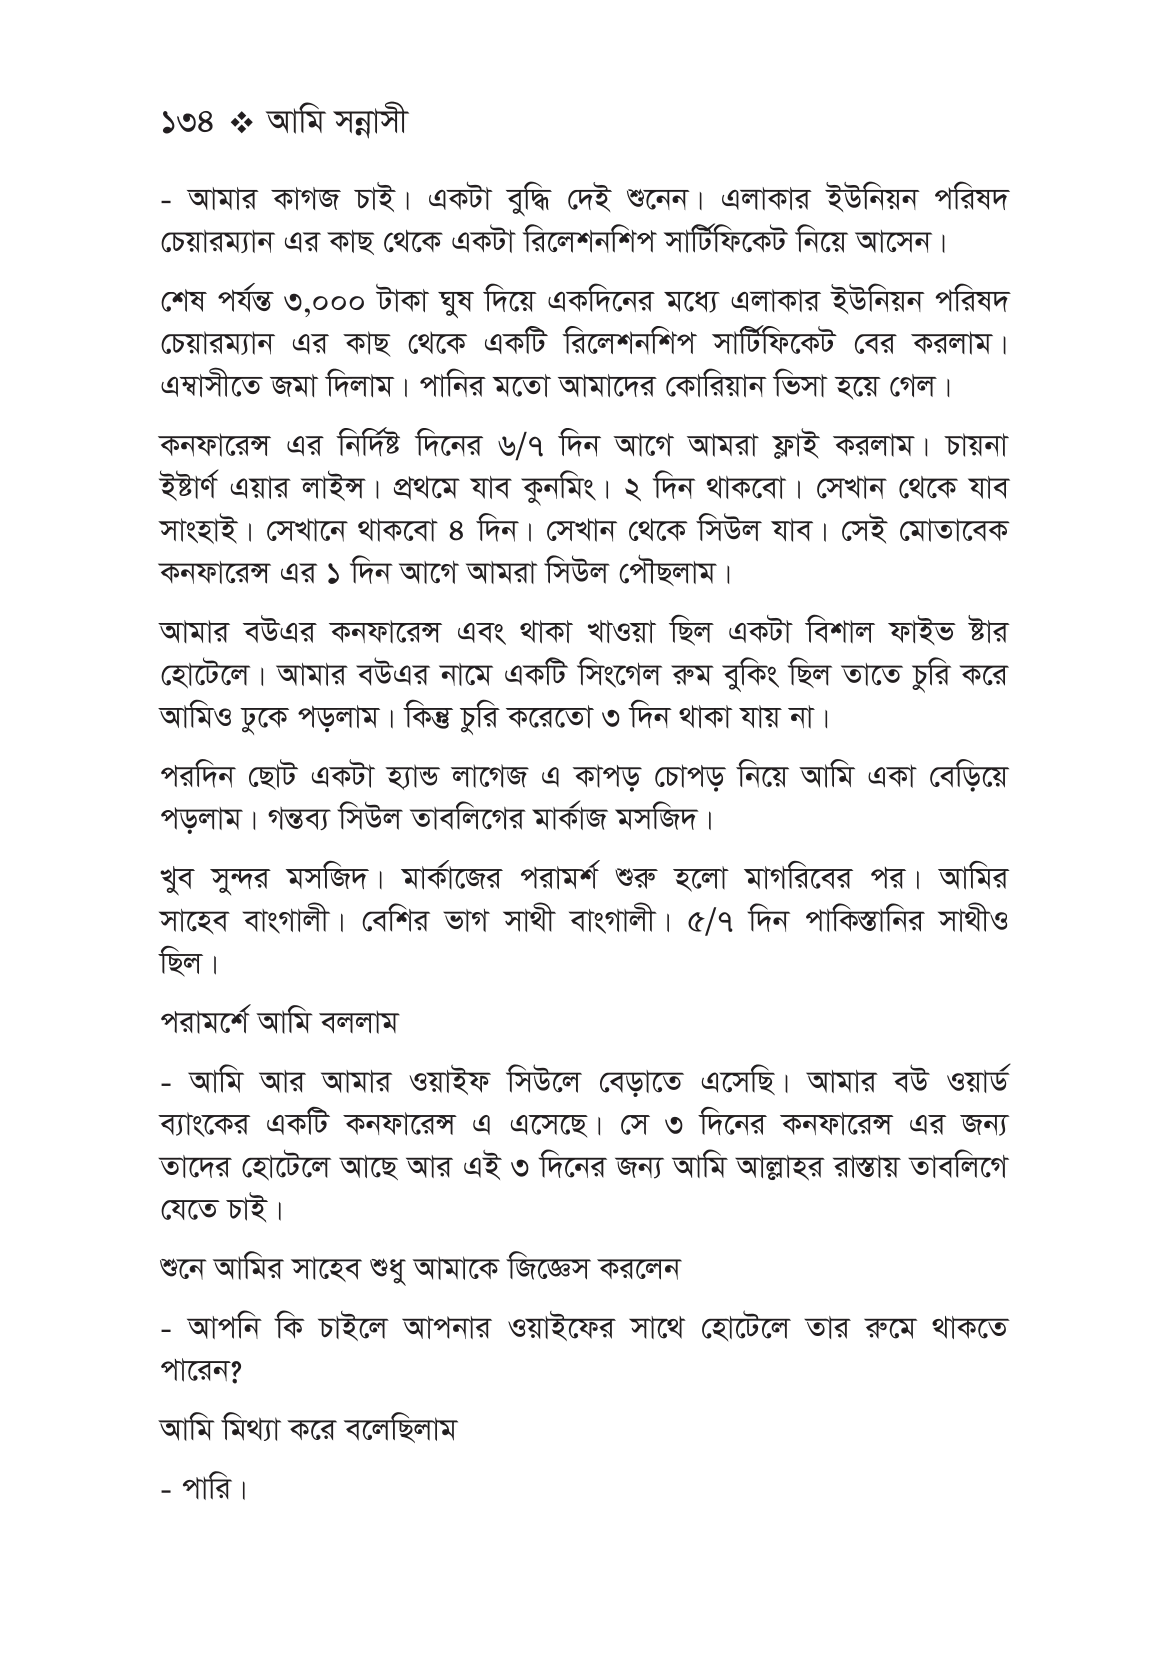 ১৩৪ ❖ আমি সন্নাসী
- আমার কাগজ চাই। একটা বুদ্ধি দেই শুনেন। এলাকার ইউনিয়ন পরিষদ
চেয়ারম্যান এর কাছ থেকে একটা রিলেশনশিপ সার্টিফিকেট নিয়ে আসেন।
শেষ পর্যন্ত ৩,০০০ টাকা ঘুষ দিয়ে একদিনের মধ্যে এলাকার ইউনিয়ন পরিষদ
চেয়ারম্যান এর কাছ থেকে একটি রিলেশনশিপ সার্টিফিকেট বের করলাম।
এম্বাসীতে জমা দিলাম। পানির মতো আমাদের কোরিয়ান ভিসা হয়ে গেল।
কনফারেন্স এর নির্দিষ্ট দিনের ৬/৭ দিন আগে আমরা ফ্লাই করলাম। চায়না
ইষ্টার্ণ এয়ার লাইন্স। প্রথমে যাব কুনমিং। ২ দিন থাকবো। সেখান থেকে যাব
সাংহাই। সেখানে থাকবো ৪ দিন। সেখান থেকে সিউল যাব। সেই মোতাবেক
কনফারেন্স এর ১ দিন আগে আমরা সিউল পৌছলাম।
আমার বউএর কনফারেন্স এবং থাকা খাওয়া ছিল একটা বিশাল ফাইভ ষ্টার
হোটেলে। আমার বউএর নামে একটি সিংগেল রুম বুকিং ছিল তাতে চুরি করে
আমিও ঢুকে পড়লাম। কিন্তু চুরি করেতো ৩ দিন থাকা যায় না।
পরদিন ছোট একটা হ্যান্ড লাগেজ এ কাপড় চোপড় নিয়ে আমি একা বেড়িয়ে
পড়লাম। গন্তব্য সিউল তাবলিগের মার্কাজ মসজিদ।
খুব সুন্দর মসজিদ। মার্কাজের পরামর্শ শুরু হলো মাগরিবের পর। আমির
সাহেব বাংগালী। বেশির ভাগ সাথী বাংগালী। ৫/৭ দিন পাকিস্তানির সাথীও
ছিল।
পরামর্শে আমি বললাম
- আমি আর আমার ওয়াইফ সিউলে বেড়াতে এসেছি। আমার বউ ওয়ার্ড
ব্যাংকের একটি কনফারেন্স এ এসেছে। সে ৩ দিনের কনফারেন্স এর জন্য
তাদের হোটেলে আছে আর এই ৩ দিনের জন্য আমি আল্লাহর রাস্তায় তাবলিগে
যেতে চাই।
শুনে আমির সাহেব শুধু আমাকে জিজ্ঞেস করলেন
- আপনি কি চাইলে আপনার ওয়াইফের সাথে হোটেলে তার রুমে থাকতে
পারেন?
আমি মিথ্যা করে বলেছিলাম
- পারি।